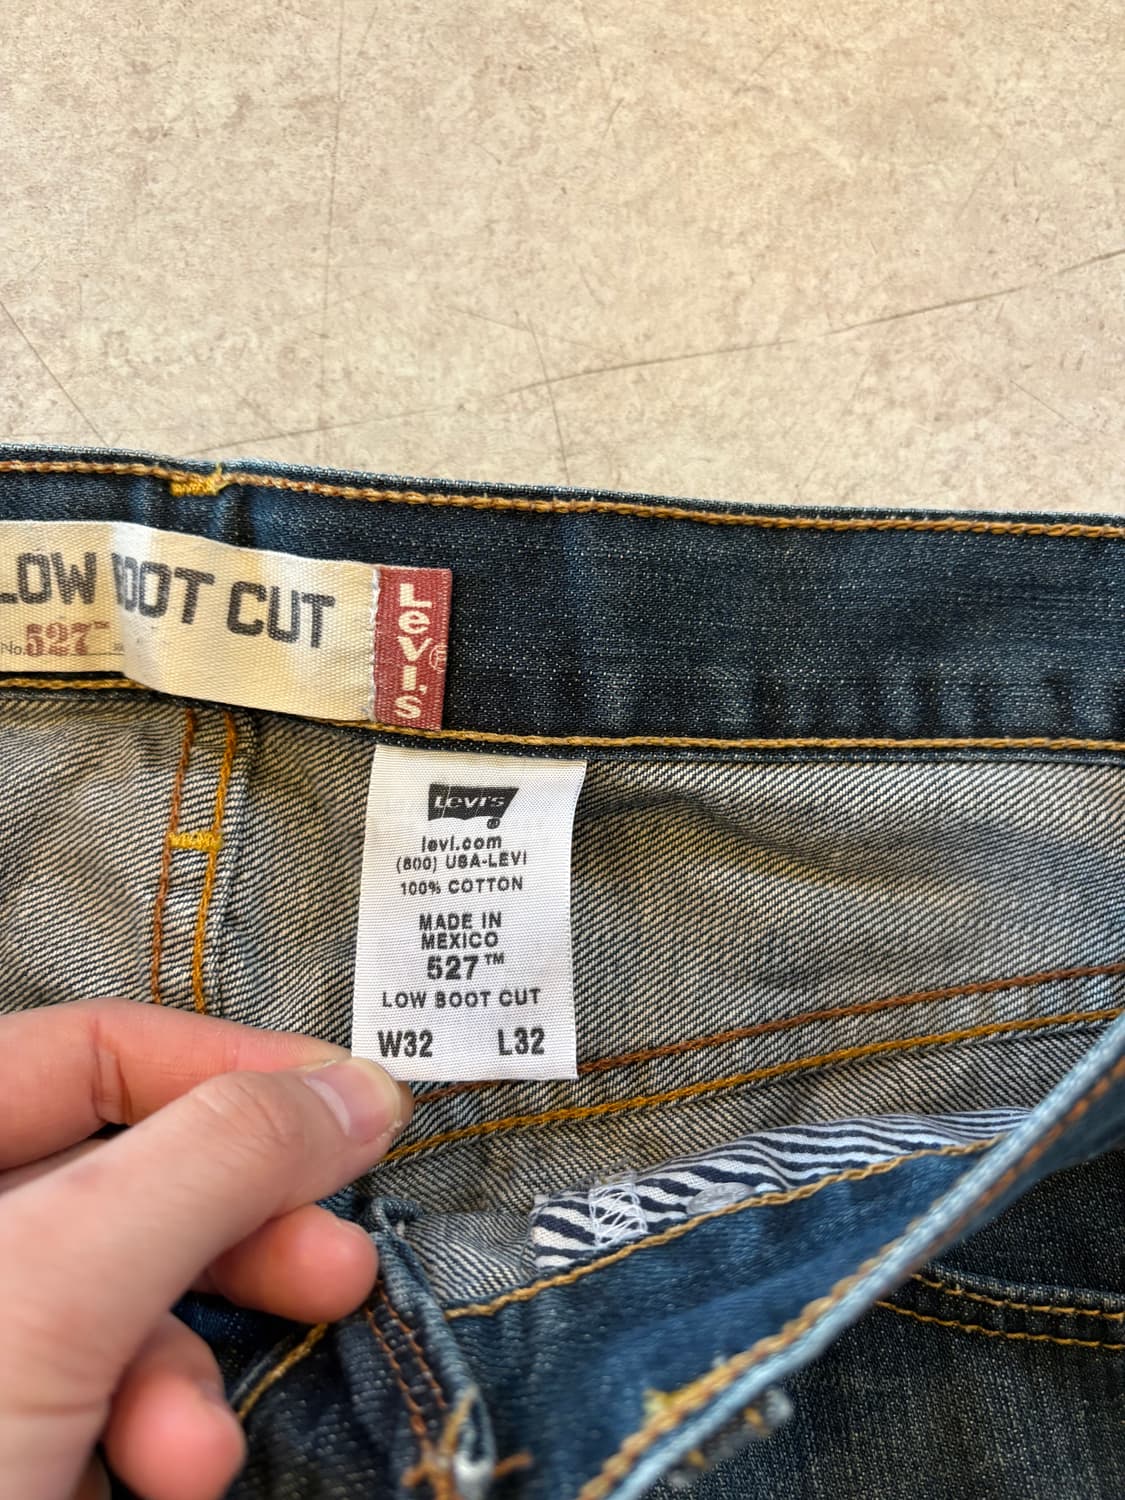 LOW BOOT CUT
No. 527™
Levi's®
Levi's®
levi.com
(800) USA-LEVI
100% COTTON
MADE IN
MEXICO
527™
LOW BOOT CUT
W32 L32